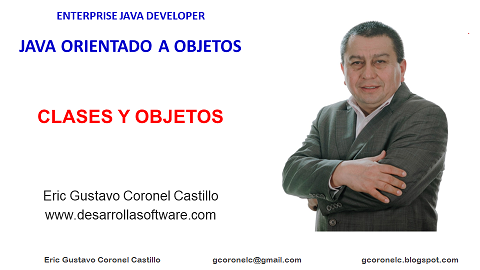 ENTERPRISE JAVA DEVELOPER
JAVA ORIENTADO A OBJETOS
CLASES Y OBJETOS
Eric Gustavo Coronel Castillo
www.desarrollasoftware.com
Eric Gustavo Coronel Castillo gcoronelc@gmail.com gcoronelc.blogspot.com